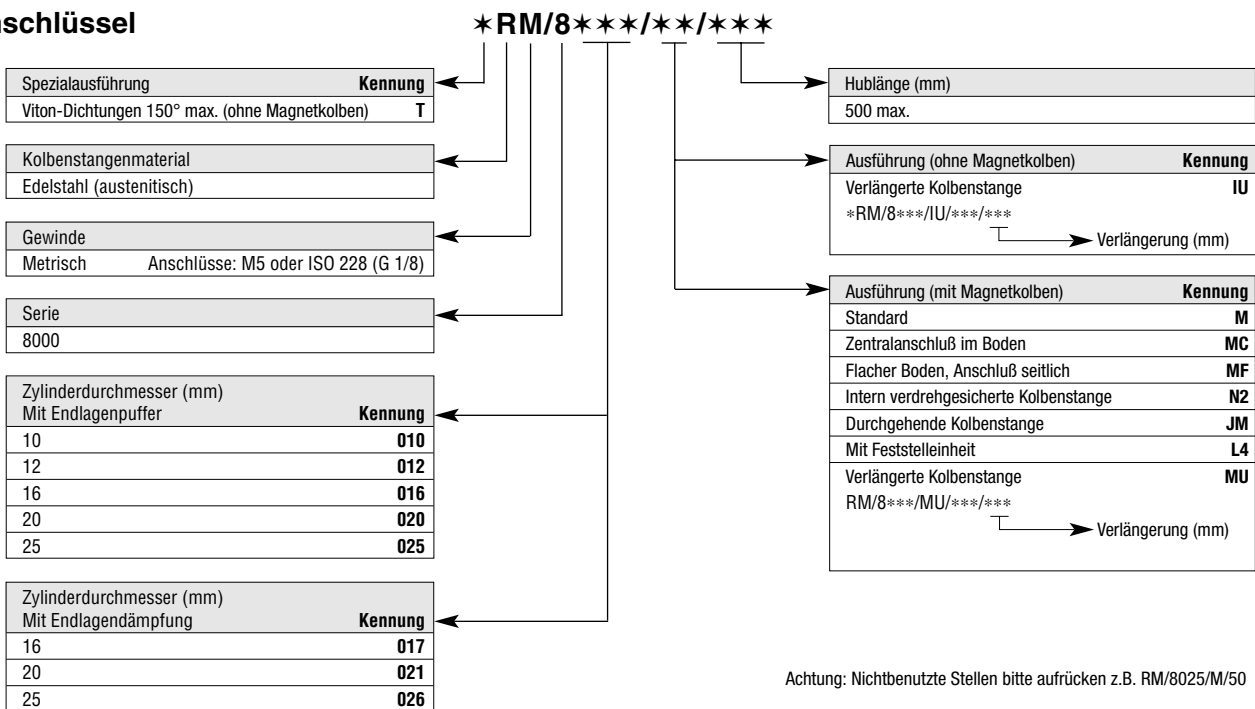 nschlüssel
✶RM/8✶✶✶/✶✶/✶✶✶
Spezialausführung Kennung
Viton-Dichtungen 150° max. (ohne Magnetkolben) T
Kolbenstangenmaterial
Edelstahl (austenitisch)
Gewinde
Metrisch Anschlüsse: M5 oder ISO 228 (G 1/8)
Serie
8000
Zylinderdurchmesser (mm)
Mit Endlagenpuffer Kennung
10 010
12 012
16 016
20 020
25 025
Zylinderdurchmesser (mm)
Mit Endlagendämpfung Kennung
16 017
20 021
25 026
Hublänge (mm)
500 max.
Ausführung (ohne Magnetkolben) Kennung
Verlängerte Kolbenstange IU
*RM/8***/IU/***/***
Verlängerung (mm)
Ausführung (mit Magnetkolben) Kennung
Standard M
Zentralanschluß im Boden MC
Flacher Boden, Anschluß seitlich MF
Intern verdrehgesicherte Kolbenstange N2
Durchgehende Kolbenstange JM
Mit Feststelleinheit L4
Verlängerte Kolbenstange MU
RM/8***/MU/***/***
Verlängerung (mm)
Achtung: Nichtbenutzte Stellen bitte aufrücken z.B. RM/8025/M/50